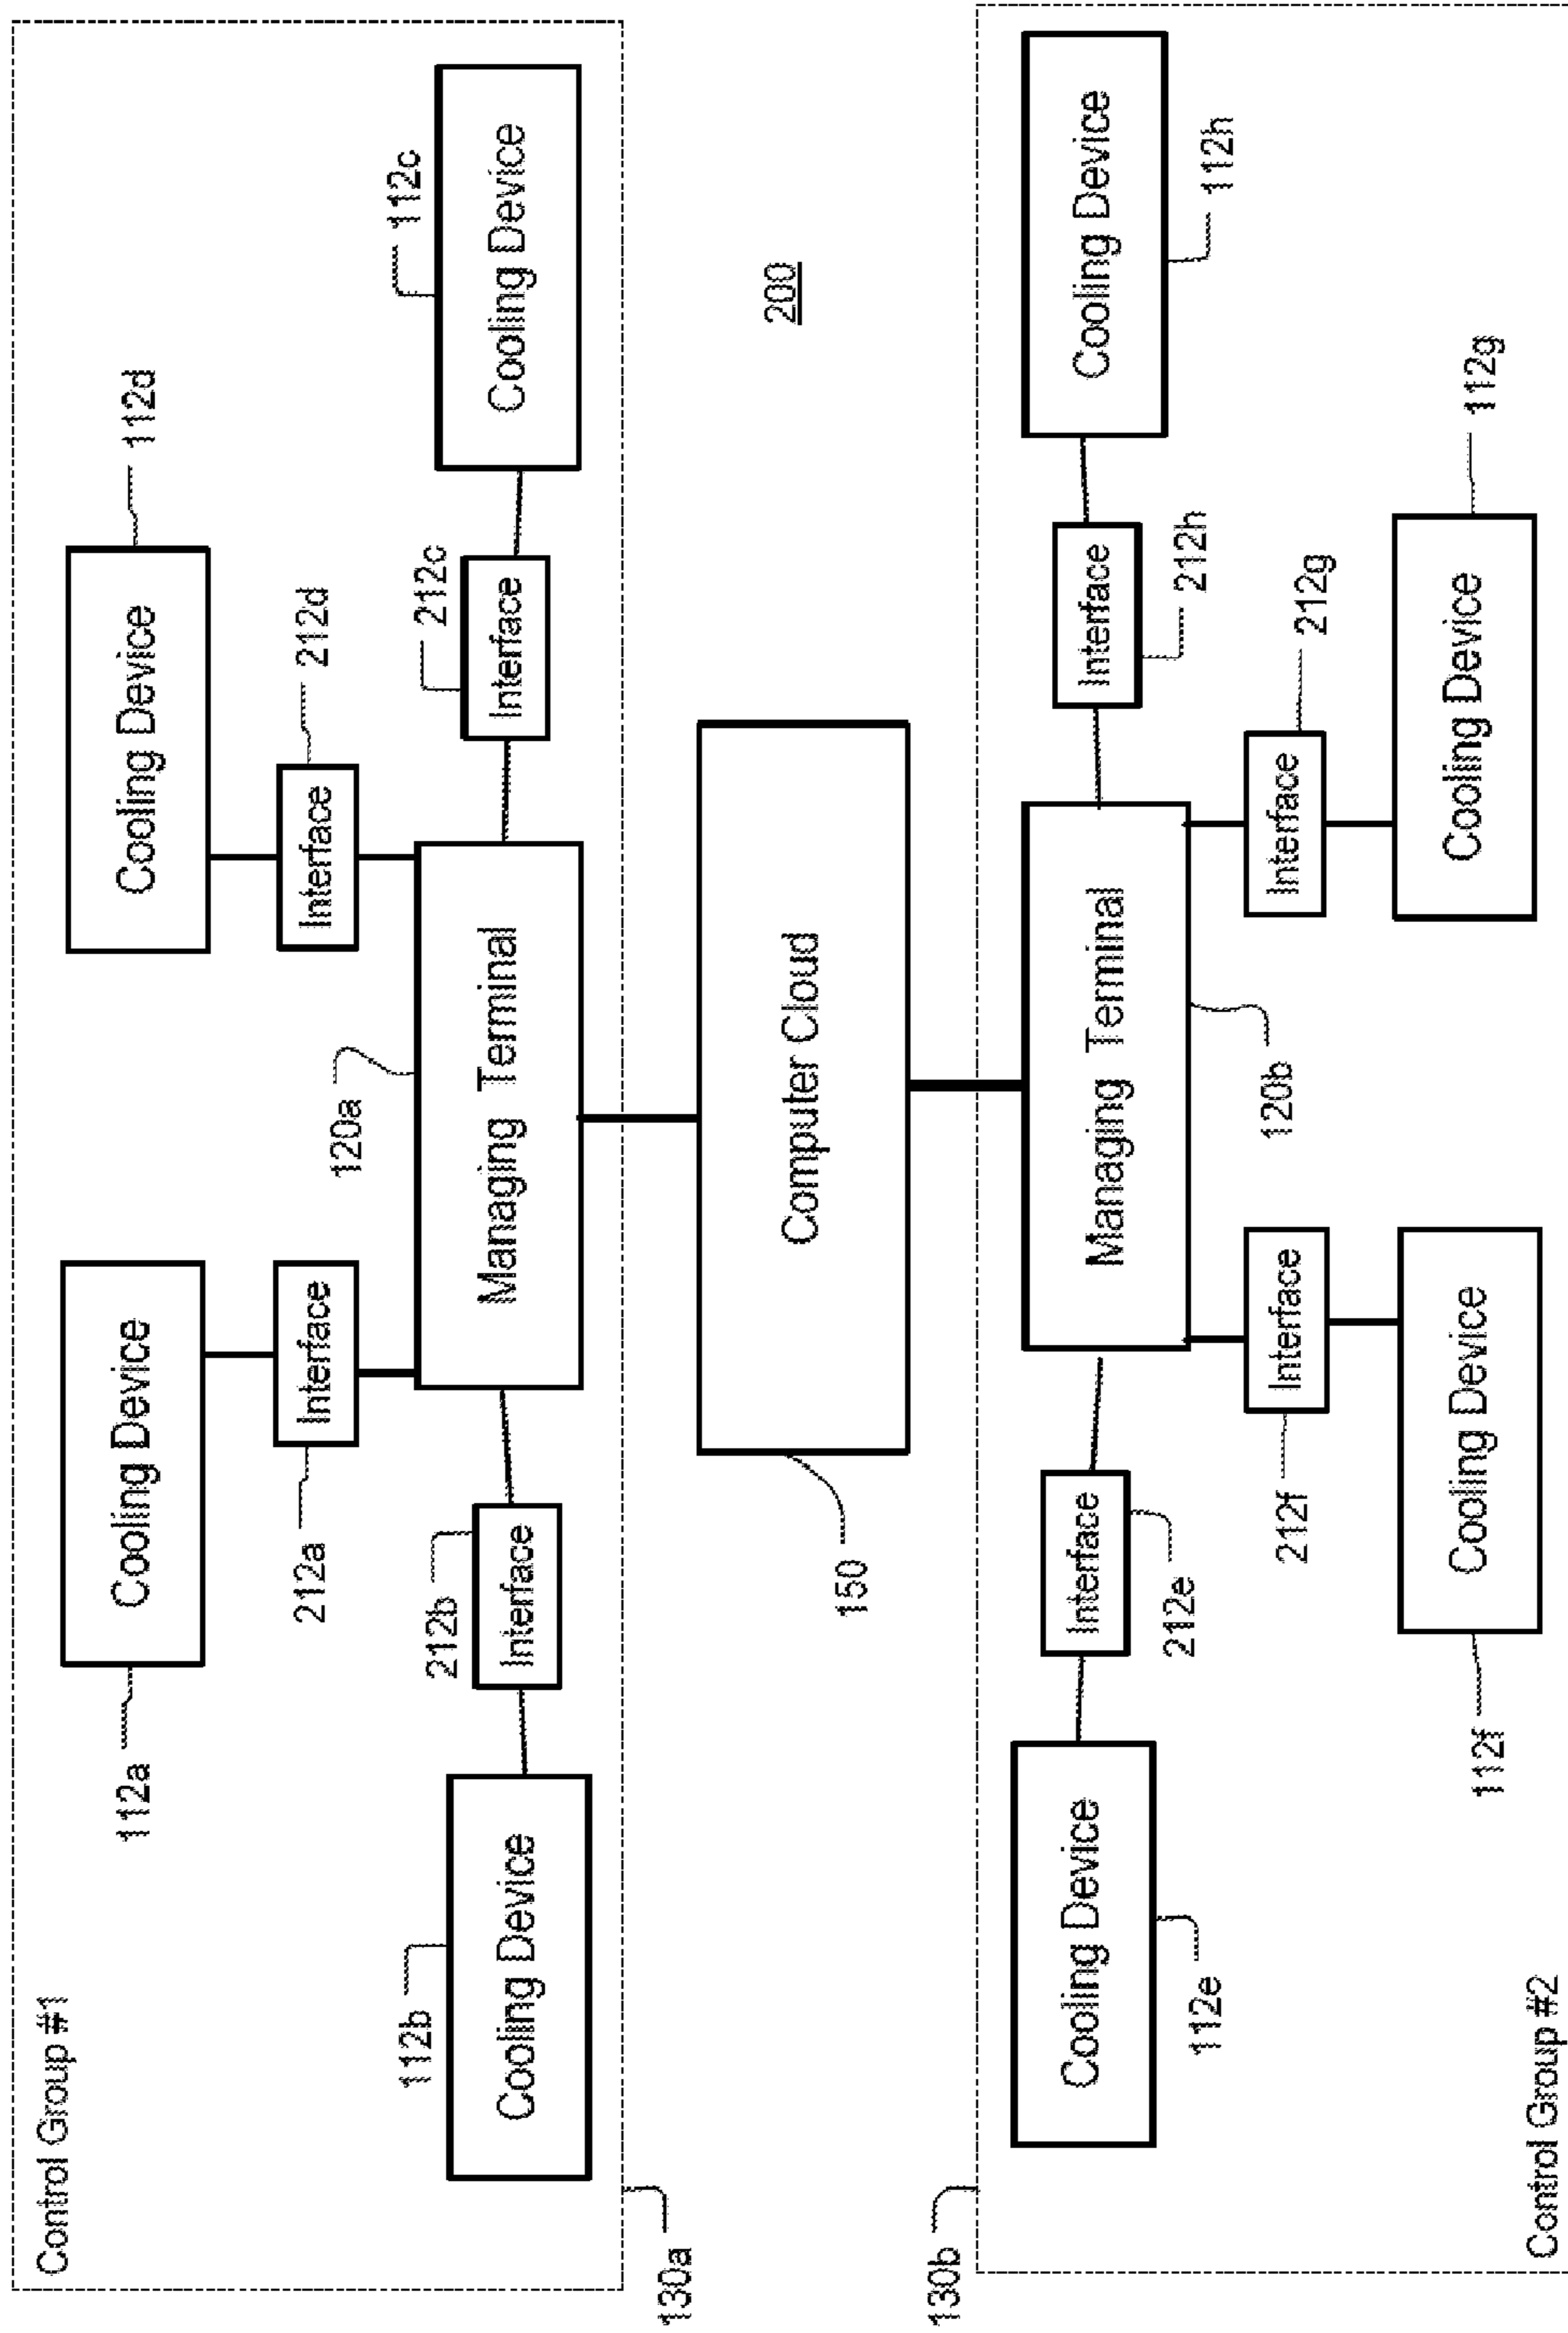 Control Group #1
112a
Cooling Device
112d
Cooling Device
212a
Interface
212d
Interface
120a
112b
Cooling Device
212b
Interface
Managing Terminal
212c
Interface
112c
Cooling Device
130a
150
Computer Cloud
200
130b
112e
Cooling Device
212e
Interface
Managing Terminal
120b
Interface
212h
Cooling Device
112h
212f
Interface
Interface
212g
112f
Cooling Device
Cooling Device
112g
Control Group #2